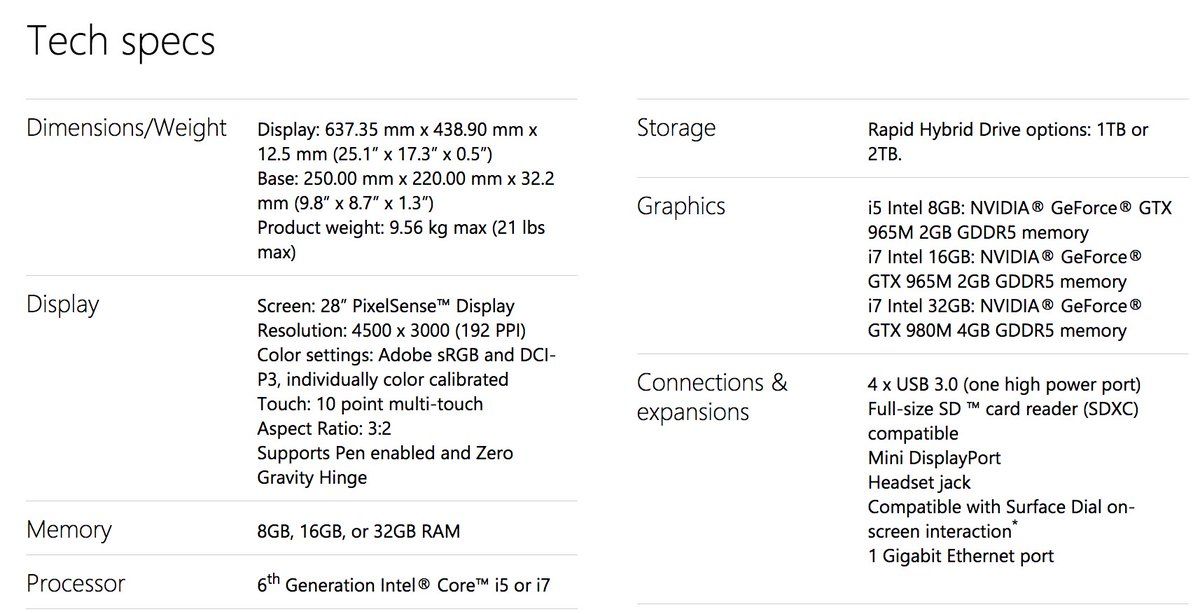 Tech specs
Dimensions/Weight
Display: 637.35 mm x 438.90 mm x
12.5 mm (25.1” x 17.3” x 0.5”)
Base: 250.00 mm x 220.00 mm x 32.2
mm (9.8” x 8.7” x 1.3”)
Product weight: 9.56 kg max (21 lbs
max)
Display
Screen: 28” PixelSense™ Display
Resolution: 4500 x 3000 (192 PPI)
Color settings: Adobe sRGB and DCI-
P3, individually color calibrated
Touch: 10 point multi-touch
Aspect Ratio: 3:2
Supports Pen enabled and Zero
Gravity Hinge
Memory
8GB, 16GB, or 32GB RAM
Processor
6th Generation Intel® Core™ i5 or i7
Storage
Rapid Hybrid Drive options: 1TB or
2TB.
Graphics
i5 Intel 8GB: NVIDIA® GeForce® GTX
965M 2GB GDDR5 memory
i7 Intel 16GB: NVIDIA® GeForce®
GTX 965M 2GB GDDR5 memory
i7 Intel 32GB: NVIDIA® GeForce®
GTX 980M 4GB GDDR5 memory
Connections &
expansions
4 x USB 3.0 (one high power port)
Full-size SD ™ card reader (SDXC)
compatible
Mini DisplayPort
Headset jack
Compatible with Surface Dial on-
screen interaction*
1 Gigabit Ethernet port